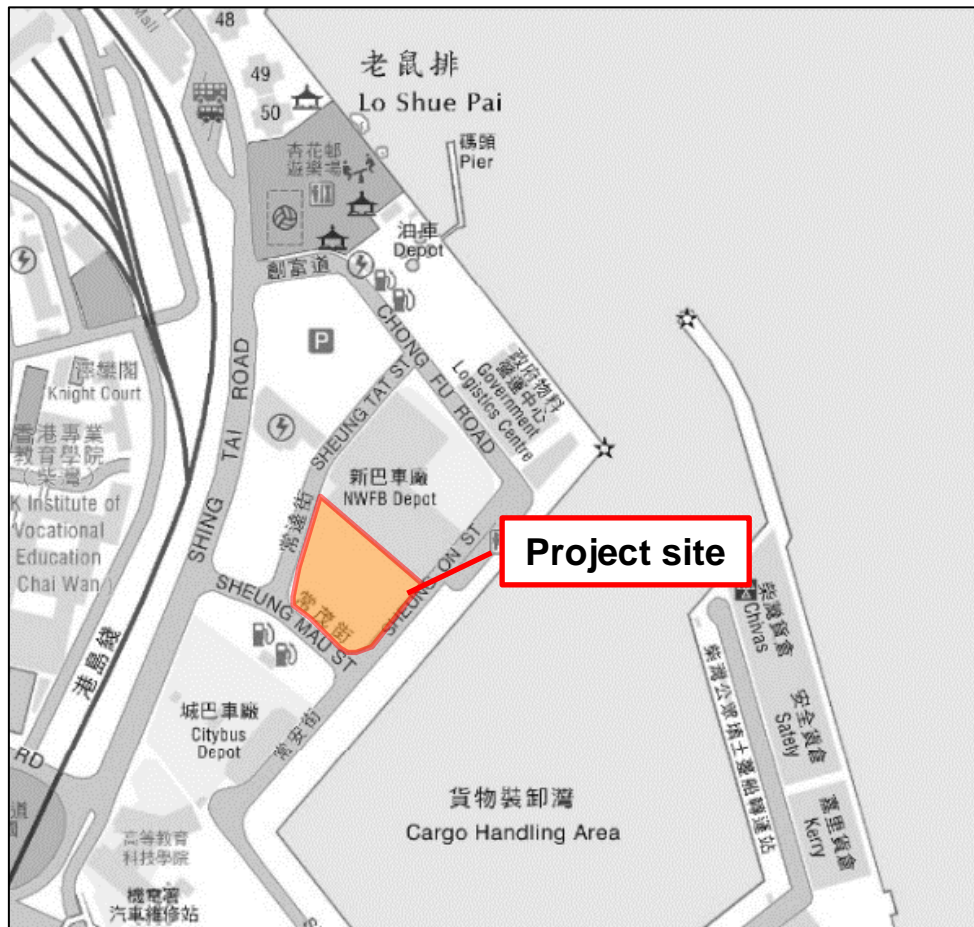 48
49
50
老鼠排
Lo Shue Pai
碼頭
Pier
杏花邨
遊樂場
油庫
Depot
創富道
CHONG FU ROAD
P
SHING TAI ROAD
政府物料
營運中心
Government
Logistics Centre
Knight Court
香港專業
教育學院
(柴灣)
K Institute of
Vocational
Education
Chai Wan)
SHEUNG TAT ST
常達街
新巴車廠
NWFB Depot
SHEUNG ON ST
Project site
常茂街
SHEUNG MAU ST
港島綫
城巴車廠
Citybus
Depot
常安街
RD
柴灣貨倉
Chivas
安全貨倉
Safety
嘉里貨倉
Kerry
柴灣公眾填土躉船轉運站
貨物裝卸灣
Cargo Handling Area
高等教育
科技學院
機電署
汽車維修站